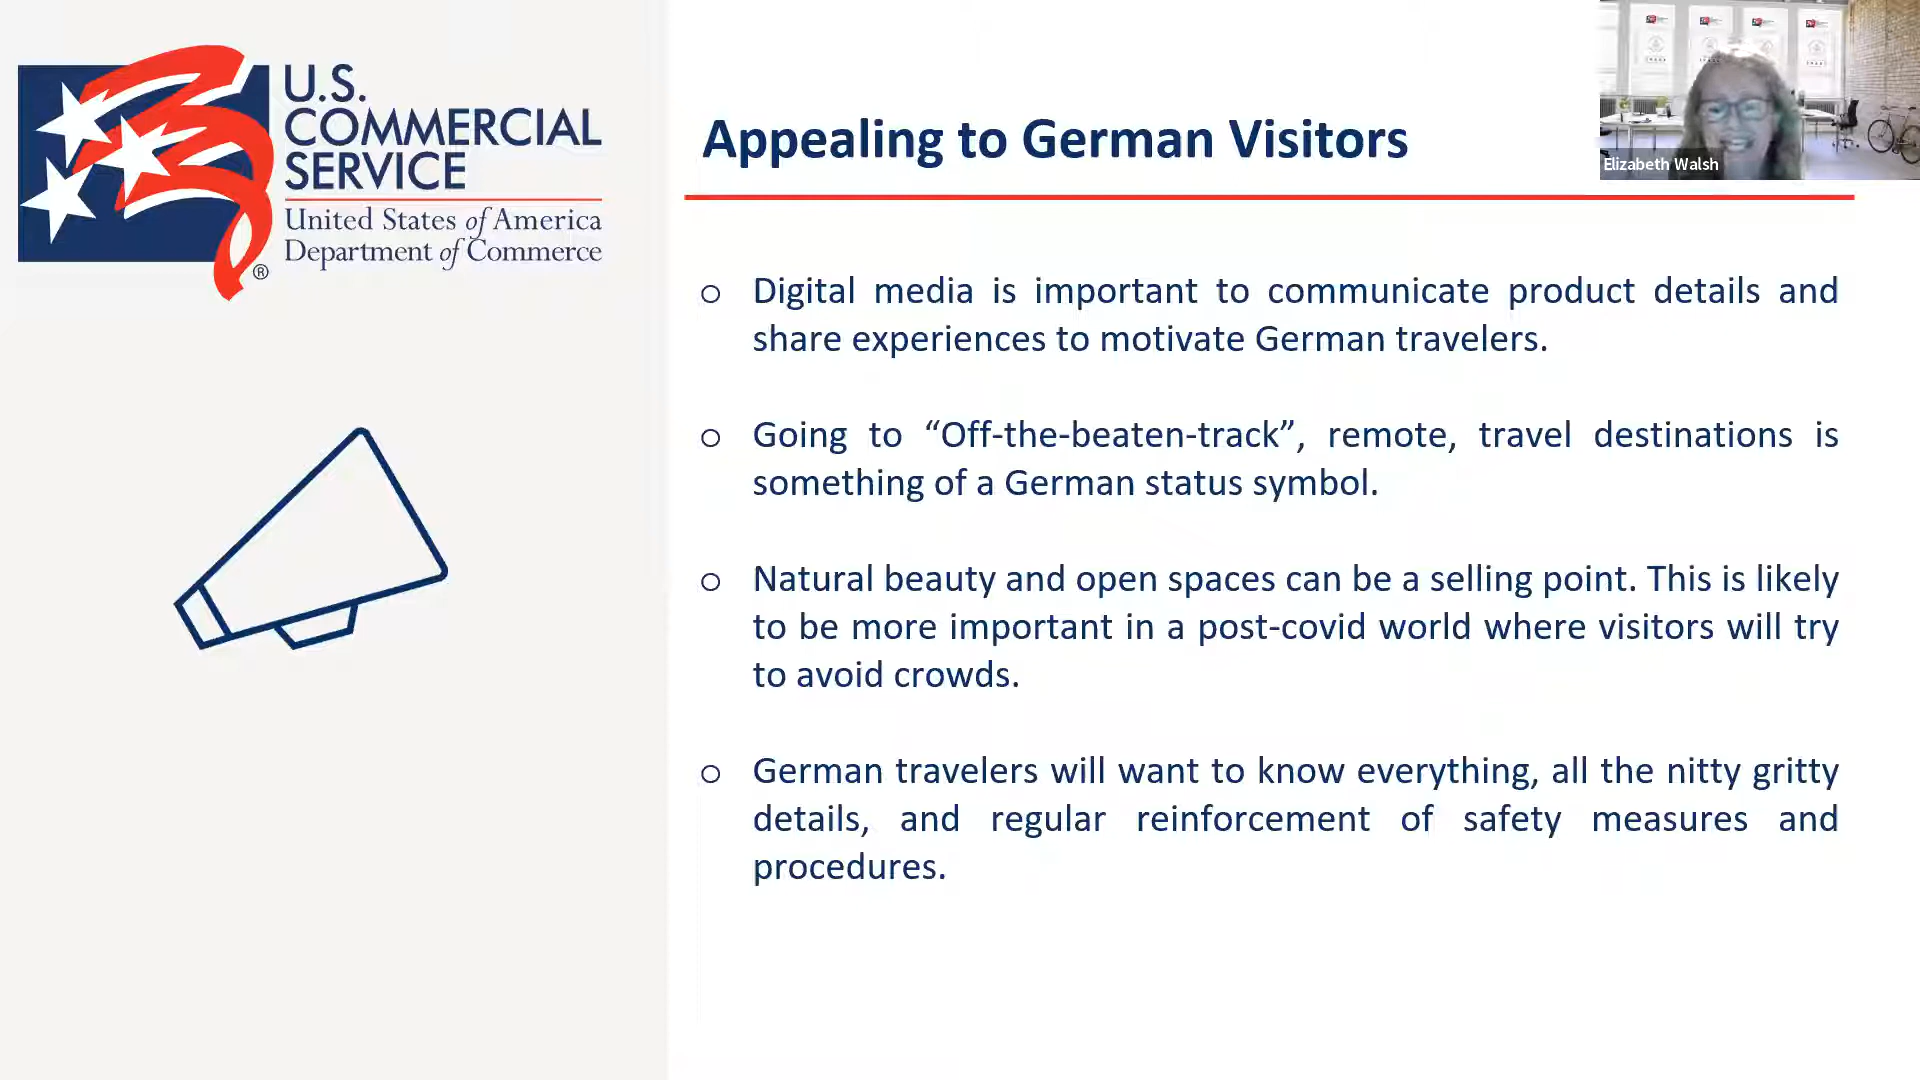 U.S.
COMMERCIAL
SERVICE
United States of America
Department of Commerce
®
Appealing to German Visitors
Elizabeth Walsh
○ Digital media is important to communicate product details and
share experiences to motivate German travelers.
○ Going to “Off-the-beaten-track”, remote, travel destinations is
something of a German status symbol.
○ Natural beauty and open spaces can be a selling point. This is likely
to be more important in a post-covid world where visitors will try
to avoid crowds.
○ German travelers will want to know everything, all the nitty gritty
details, and regular reinforcement of safety measures and
procedures.